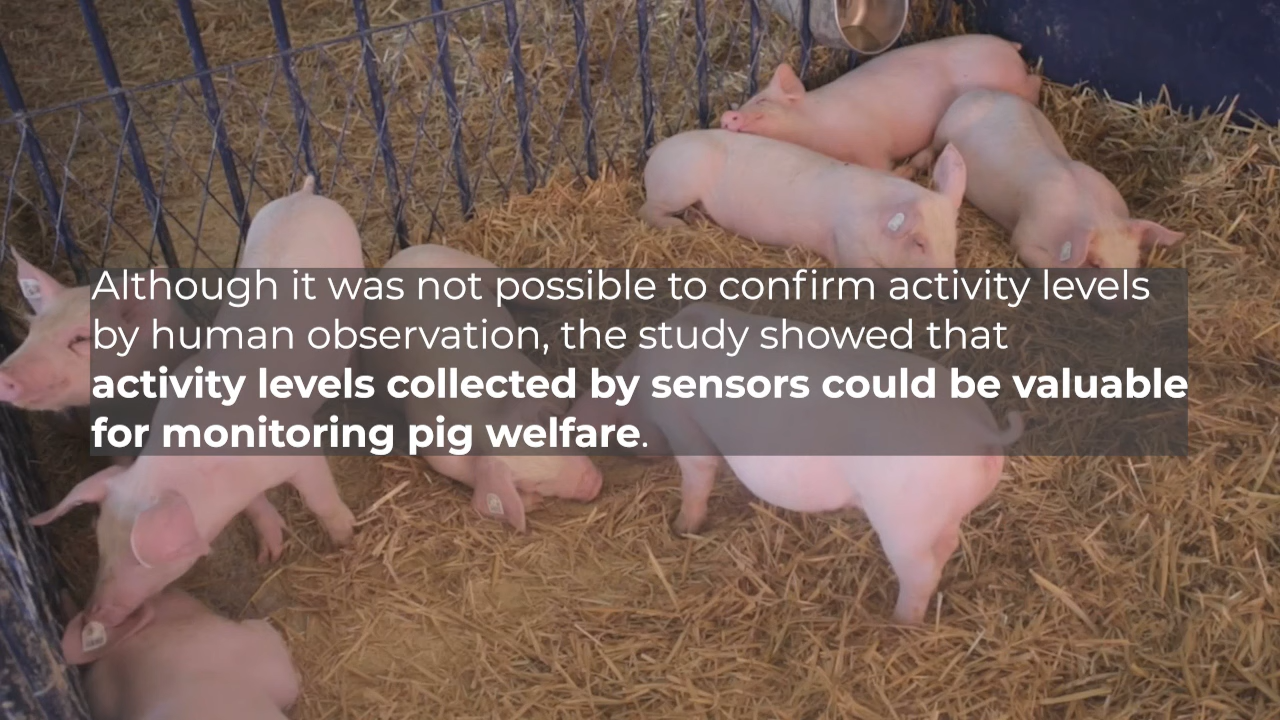 Although it was not possible to confirm activity levels
by human observation, the study showed that
activity levels collected by sensors could be valuable
for monitoring pig welfare.